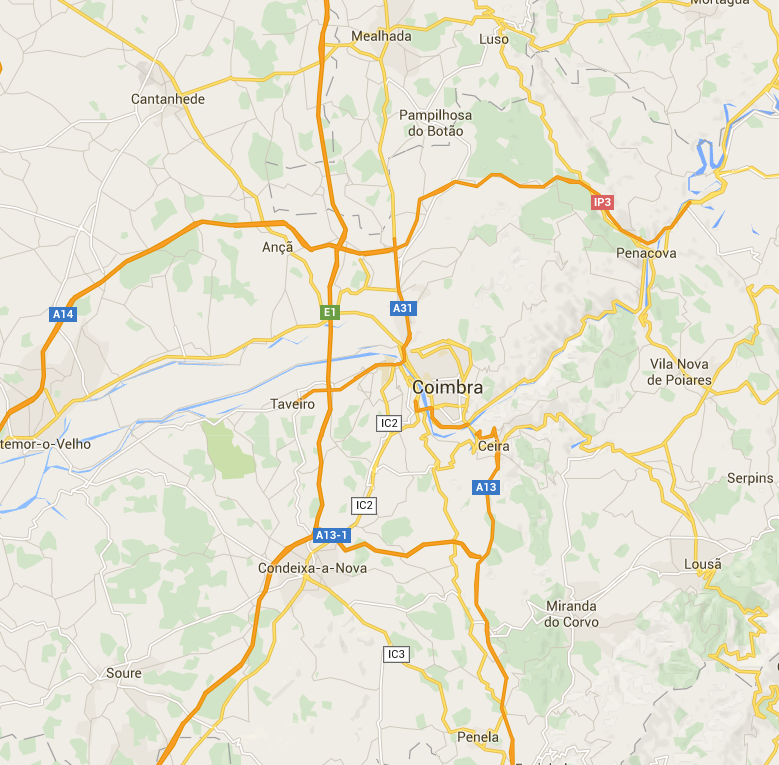 Mortágua
Mealhada
Luso
Cantanhede
Pampilhosa
do Botão
IP3
Ançã
Penacova
A14
E1
A31
Vila Nova
de Poiares
Coimbra
Taveiro
IC2
temor-o-Velho
Ceira
Serpins
A13
IC2
A13-1
Condeixa-a-Nova
Lousã
Miranda
do Corvo
IC3
Soure
Penela